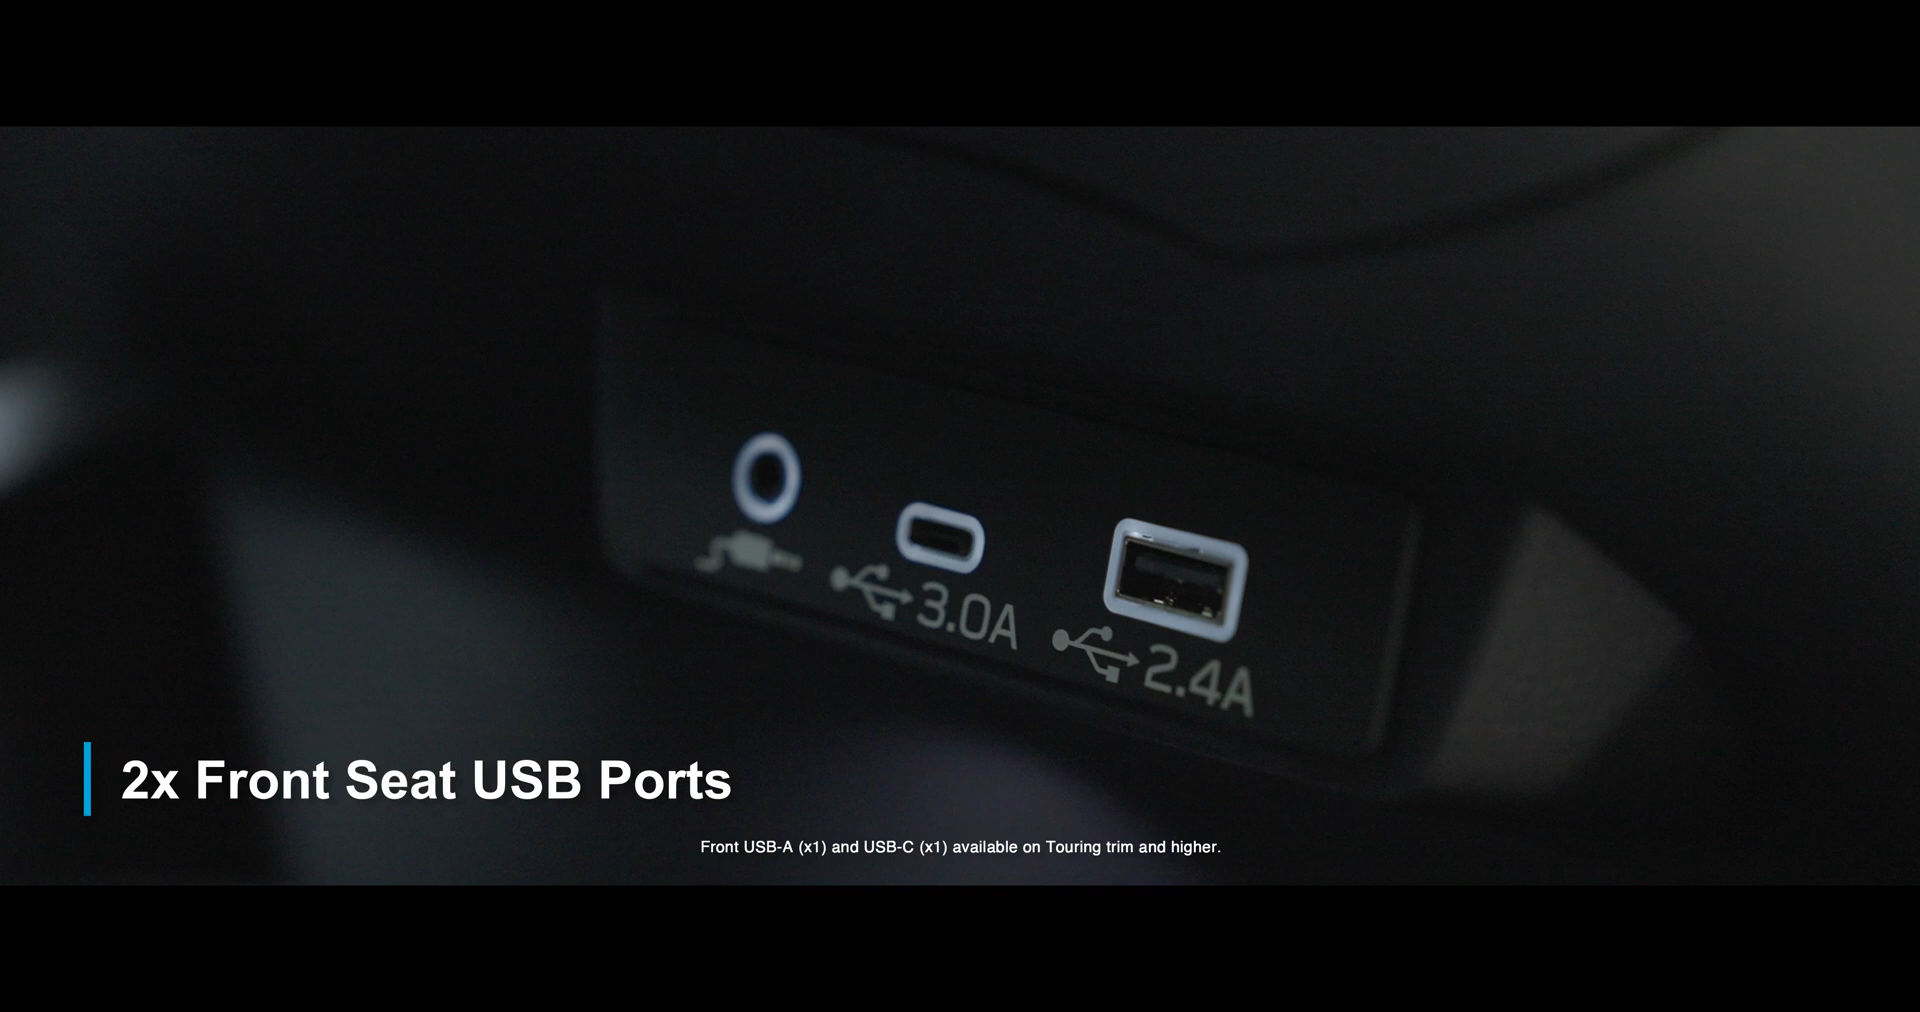 3.0A
2.4A
2x Front Seat USB Ports
Front USB-A (x1) and USB-C (x1) available on Touring trim and higher.